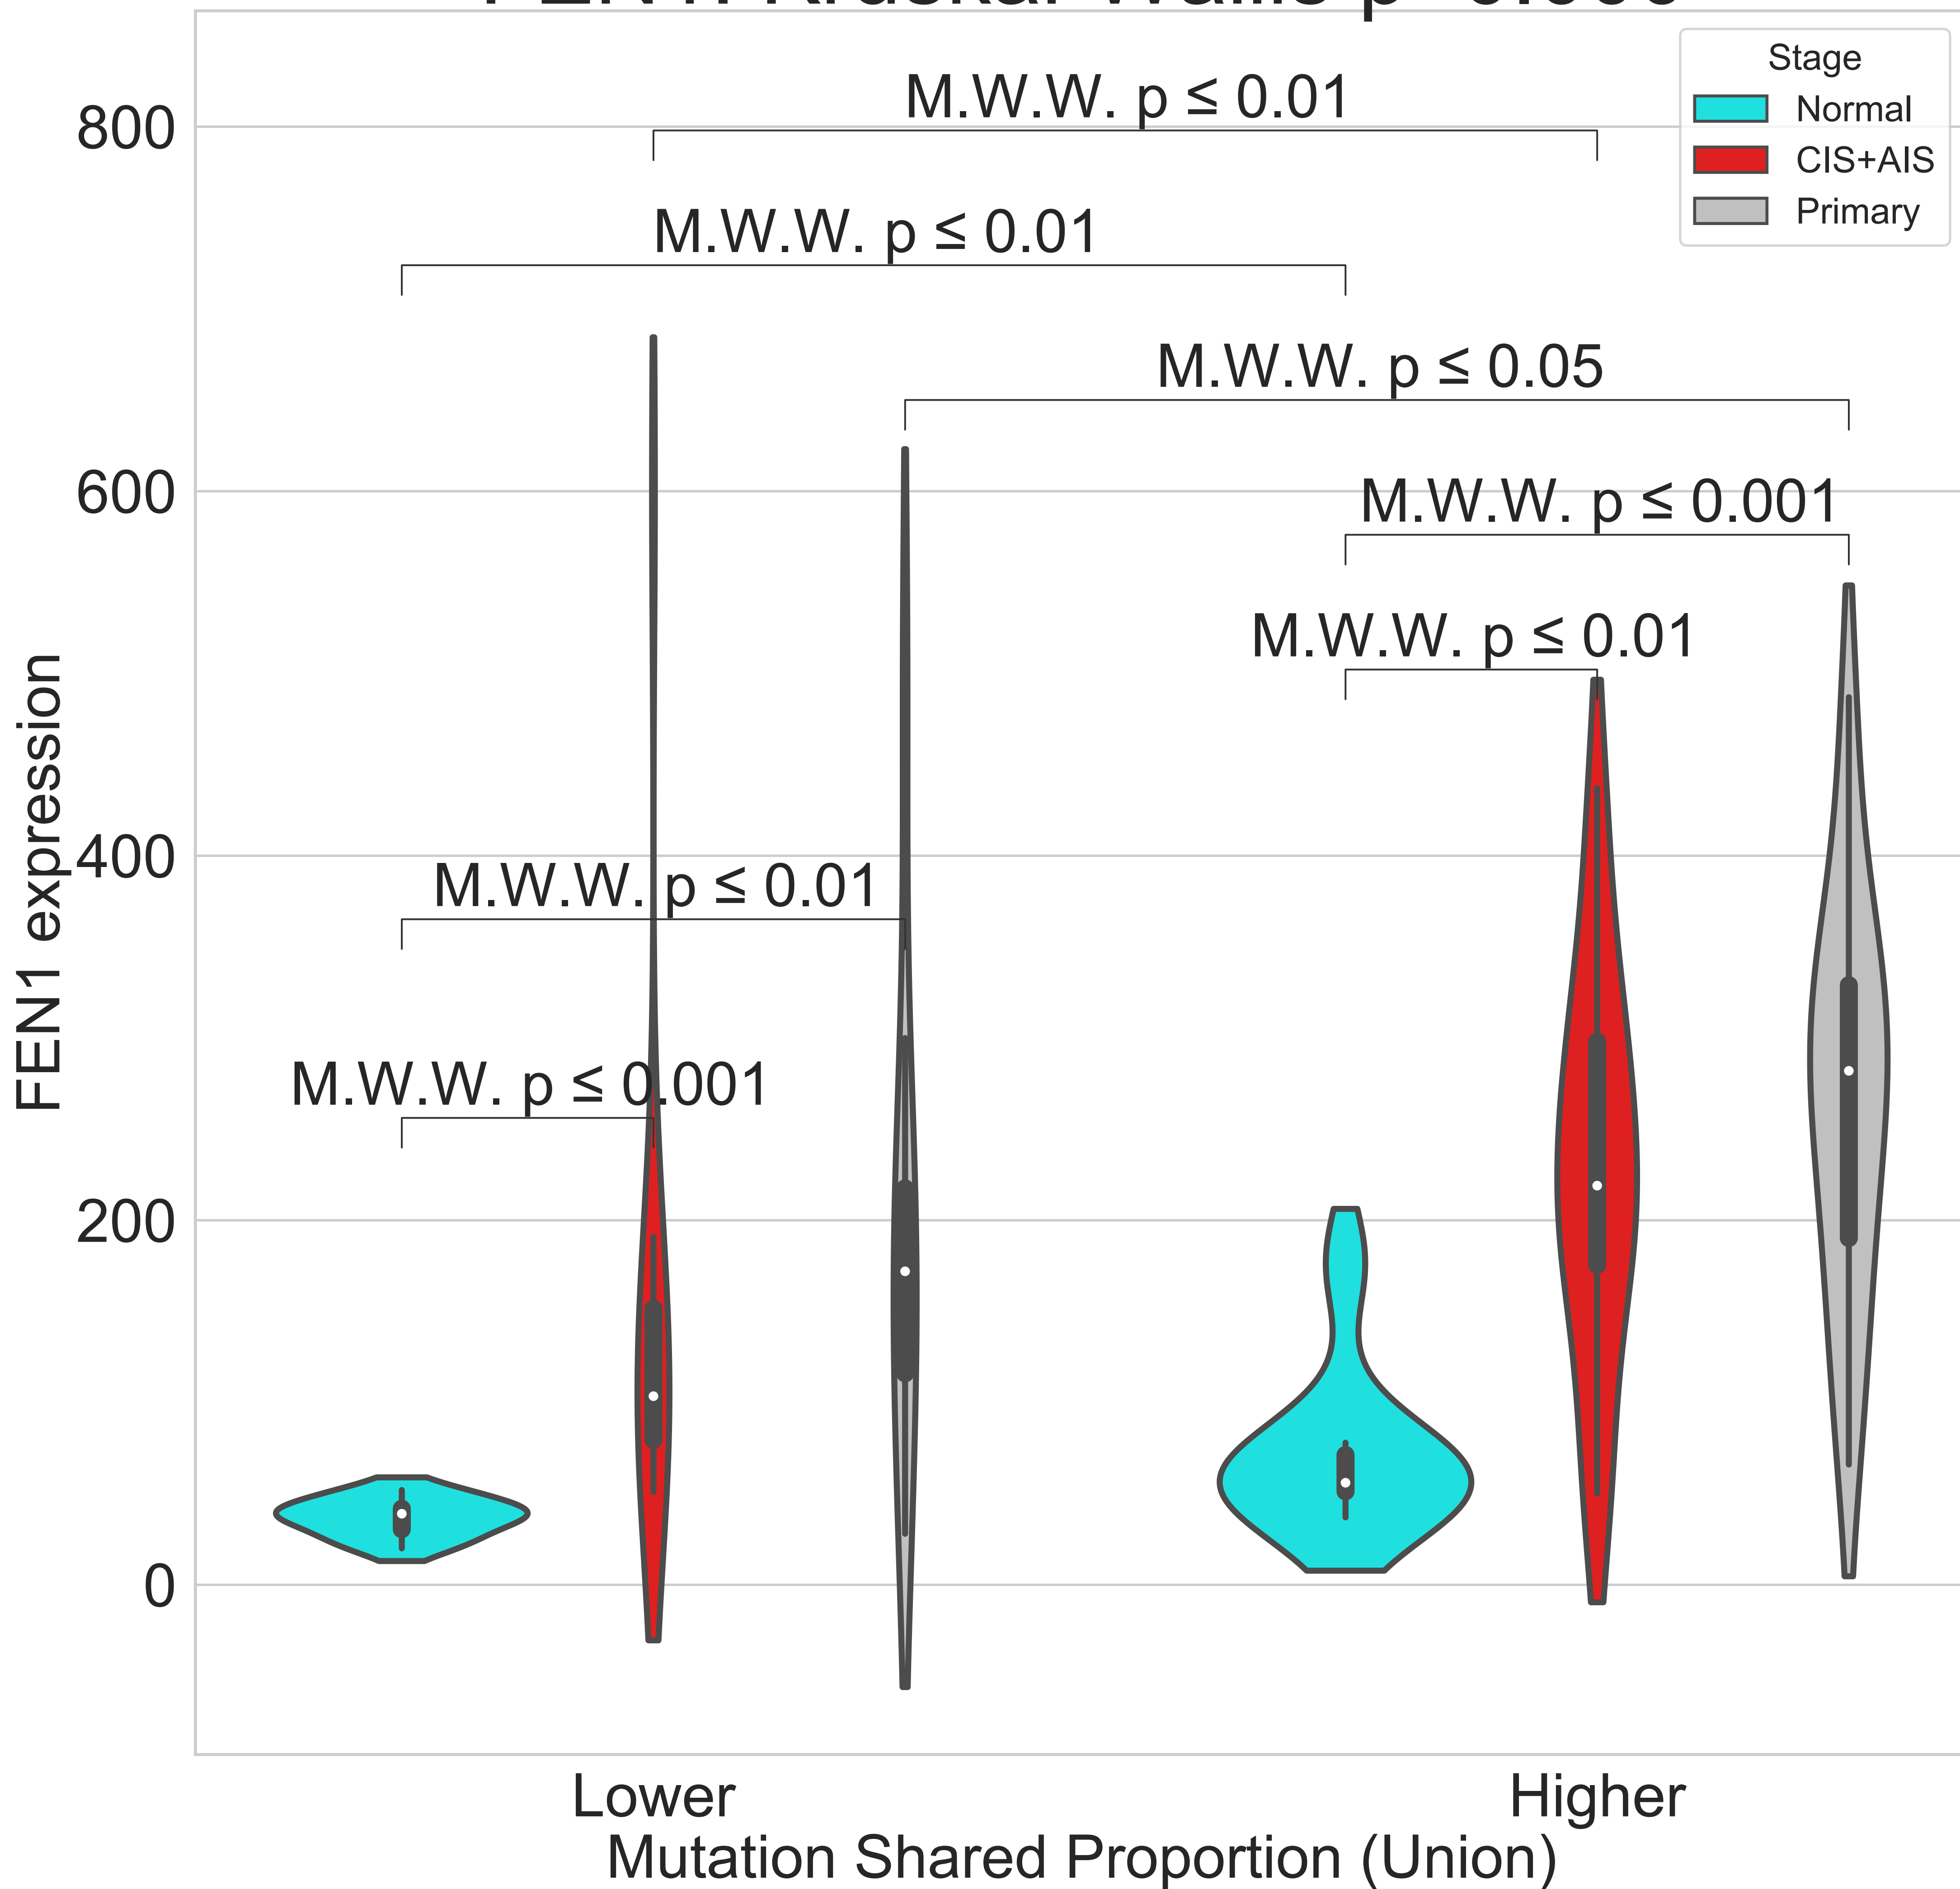 Stage
Normal
CIS+AIS
Primary
M.W.W. p ≤ 0.01
M.W.W. p ≤ 0.01
M.W.W. p ≤ 0.05
M.W.W. p ≤ 0.001
M.W.W. p ≤ 0.01
M.W.W. p ≤ 0.01
M.W.W. p ≤ 0.001
800
600
400
200
0
FEN1 expression
Lower
Higher
Mutation Shared Proportion (Union)